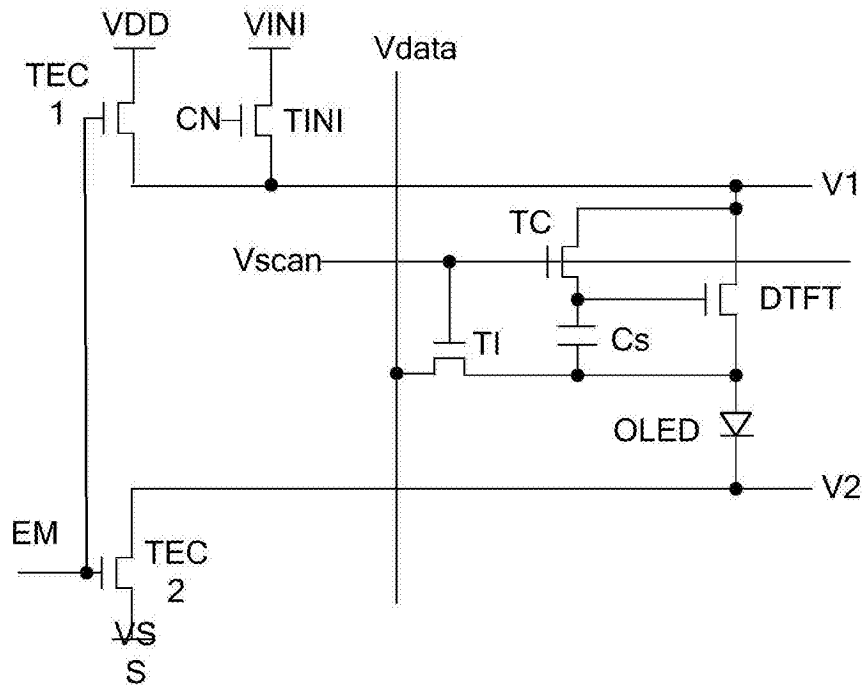 VDD
VINI
Vdata
TEC
1
CN
TINI
V1
TC
Vscan
DTFT
TI
Cs
OLED
V2
EM
TEC
2
VS
S